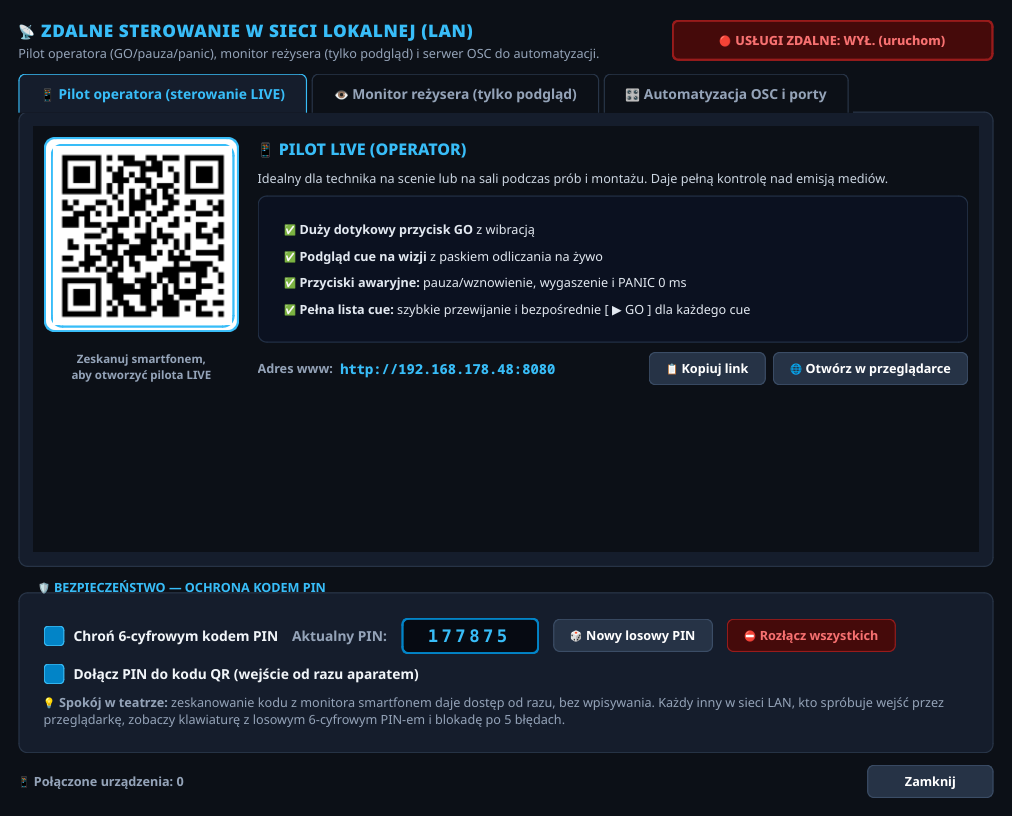 📡 ZDALNE STEROWANIE W SIECI LOKALNEJ (LAN)
Pilot operatora (GO/pauza/panic), monitor reżysera (tylko podgląd) i serwer OSC do automatyzacji.
🔴 USŁUGI ZDALNE: WYŁ. (uruchom)
📱 Pilot operatora (sterowanie LIVE)
👁️ Monitor reżysera (tylko podgląd)
🎛️ Automatyzacja OSC i porty
📱 PILOT LIVE (OPERATOR)
Idealny dla technika na scenie lub na sali podczas prób i montażu. Daje pełną kontrolę nad emisją mediów.
✅ Duży dotykowy przycisk GO z wibracją
✅ Podgląd cue na wizji z paskiem odliczania na żywo
✅ Przyciski awaryjne: pauza/wznowienie, wygaszenie i PANIC 0 ms
✅ Pełna lista cue: szybkie przewijanie i bezpośrednie [ ▶ GO ] dla każdego cue
Zeskanuj smartfonem,
aby otworzyć pilota LIVE
Adres www: http://192.168.178.48:8080
📋 Kopiuj link
🌐 Otwórz w przeglądarce
🛡️ BEZPIECZEŃSTWO — OCHRONA KODEM PIN
Chroń 6-cyfrowym kodem PIN
Aktualny PIN:
177875
🎲 Nowy losowy PIN
⛔ Rozłącz wszystkich
Dołącz PIN do kodu QR (wejście od razu aparatem)
💡 Spokój w teatrze: zeskanowanie kodu z monitora smartfonem daje dostęp od razu, bez wpisywania. Każdy inny w sieci LAN, kto spróbuje wejść przez
przeglądarkę, zobaczy klawiaturę z losowym 6-cyfrowym PIN-em i blokadę po 5 błędach.
📱 Połączone urządzenia: 0
Zamknij